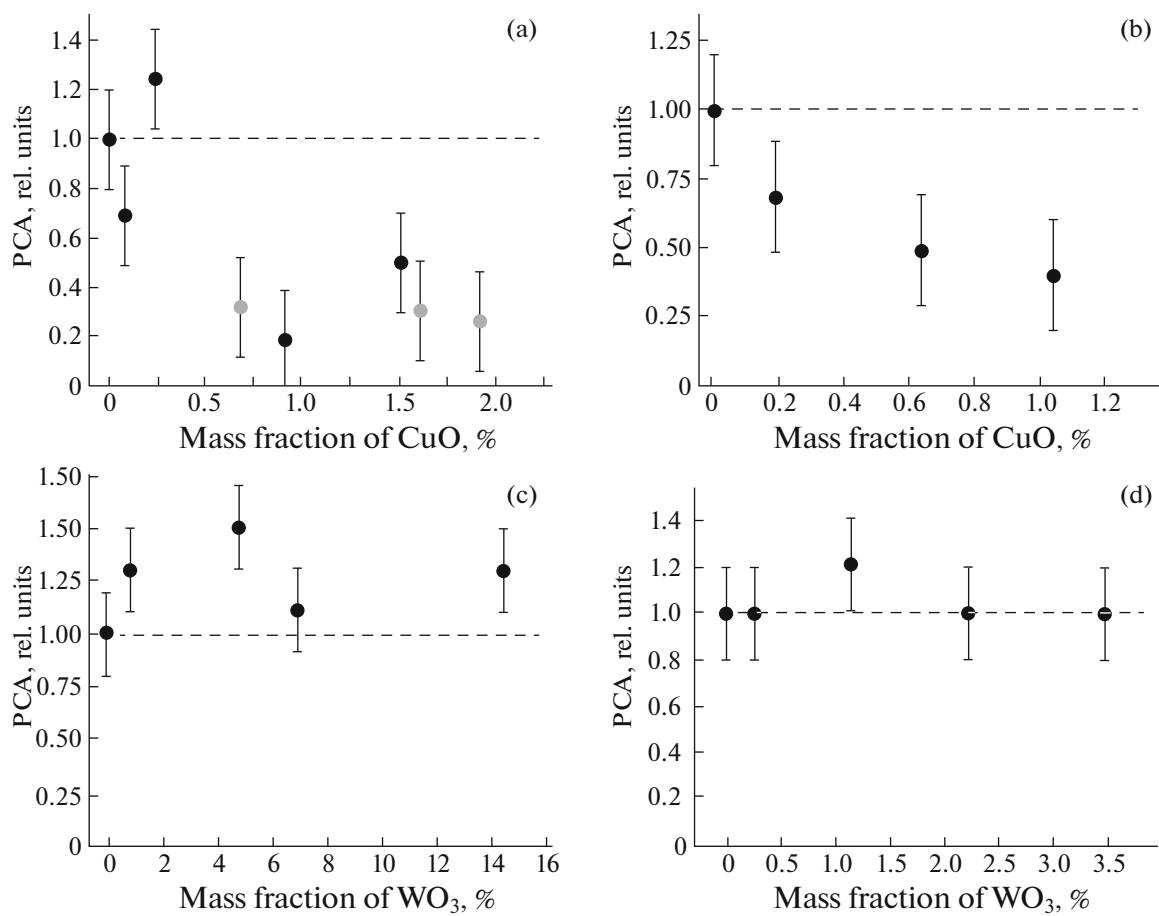 (a)
1.4
1.2
1.0
0.8
0.6
0.4
0.2
0
PCA, rel. units
0 0.5 1.0 1.5 2.0
Mass fraction of CuO, %
(b)
1.25
1.00
0.75
0.50
0.25
0
PCA, rel. units
0 0.2 0.4 0.6 0.8 1.0 1.2
Mass fraction of CuO, %
(c)
1.50
1.50
1.25
1.00
0.75
1.50
0.25
0
PCA, rel. units
0 2 4 6 8 10 12 14 16
Mass fraction of WO₃, %
(d)
1.4
1.2
1.0
0.8
0.6
0.4
0.2
0
PCA, rel. units
0 0.5 1.0 1.5 2.0 2.5 3.0 3.5
Mass fraction of WO₃, %